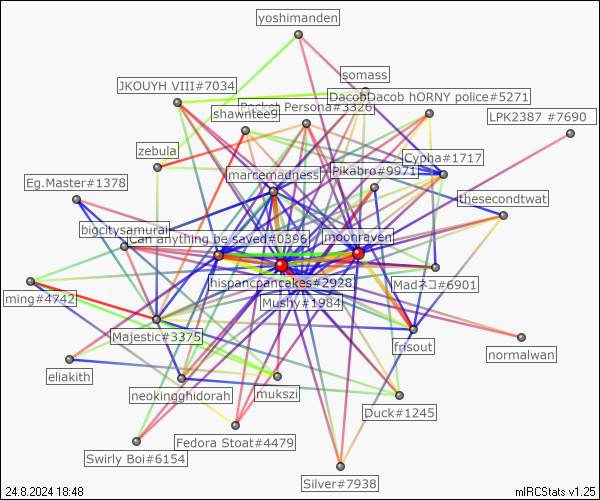 yoshimanden
somass
JKOUYH VIII#7034
DacobDacob hORNY police#5271
Pocket Persona#3326
shawntee9
LPK2387 #7690
zebula
Cypha#1717
Pikabro#9971
marcemadness
Eg.Master#1378
thesecondtwat
bigcitysamurai
Can anything be saved#0396
moonraven
hispancpancakes#2928
Madネコ#6901
ming#4742
Mushy#1984
Majestic#3375
frisout
normalwan
eliakith
neokingghidorah
mukszi
Duck#1245
Fedora Stoat#4479
Swirly Boi#6154
Silver#7938
24.8.2024 18:48
mIRCStats v1.25